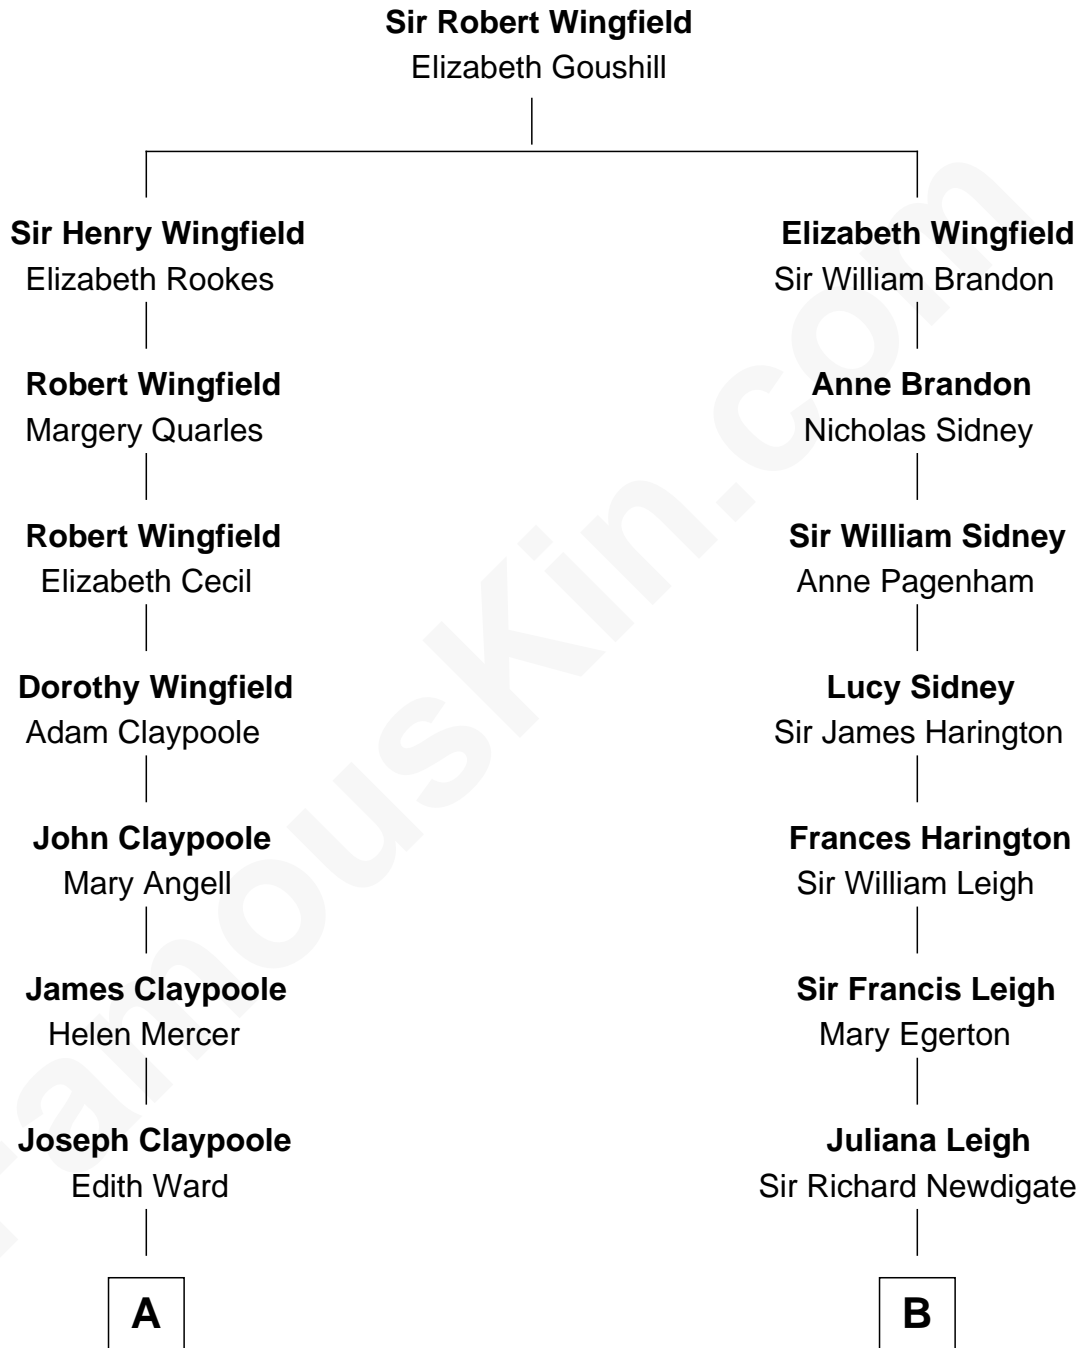 Sir Robert Wingfield
Elizabeth Goushill
Sir Henry Wingfield
Elizabeth Rookes
Elizabeth Wingfield
Sir William Brandon
Robert Wingfield
Margery Quarles
Anne Brandon
Nicholas Sidney
Robert Wingfield
Elizabeth Cecil
Sir William Sidney
Anne Pagenham
Dorothy Wingfield
Adam Claypoole
Lucy Sidney
Sir James Harington
John Claypoole
Mary Angell
Frances Harington
Sir William Leigh
James Claypoole
Helen Mercer
Sir Francis Leigh
Mary Egerton
Joseph Claypoole
Edith Ward
Juliana Leigh
Sir Richard Newdigate
A
B
FamousKin.com